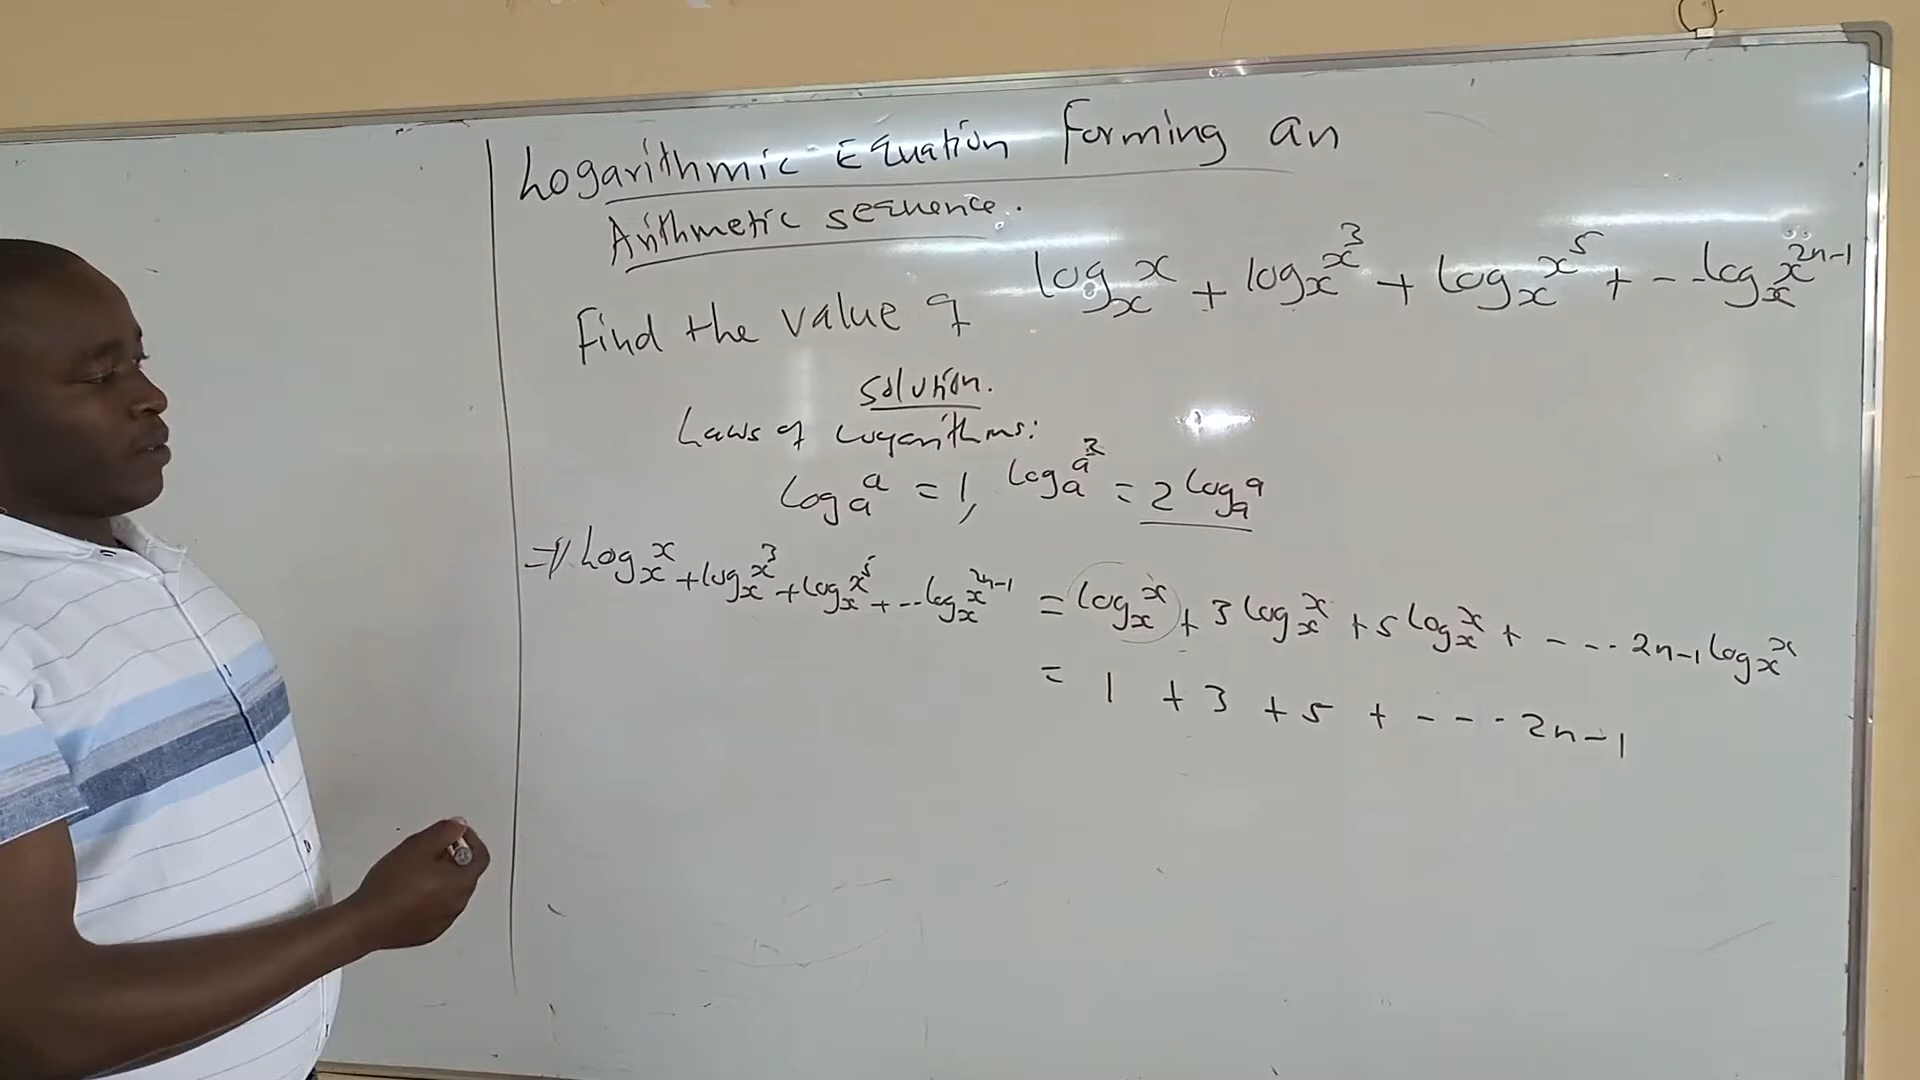 Logarithmic Equation forming an
Arithmetic sequence.
Find the value of log_x x + log_x x^3 + log_x x^5 + - - log_x x^{2n-1}
Solution.
Laws of logarithms:
log_a a = 1, log_a a^2 = 2 log_a a
=> log_x x + log_x x^3 + log_x x^5 + -- log_x x^{2n-1} = log_x x + 3 log_x x + 5 log_x x + - - -- 2n-1 log_x x
= 1 + 3 + 5 + - - -- 2n-1